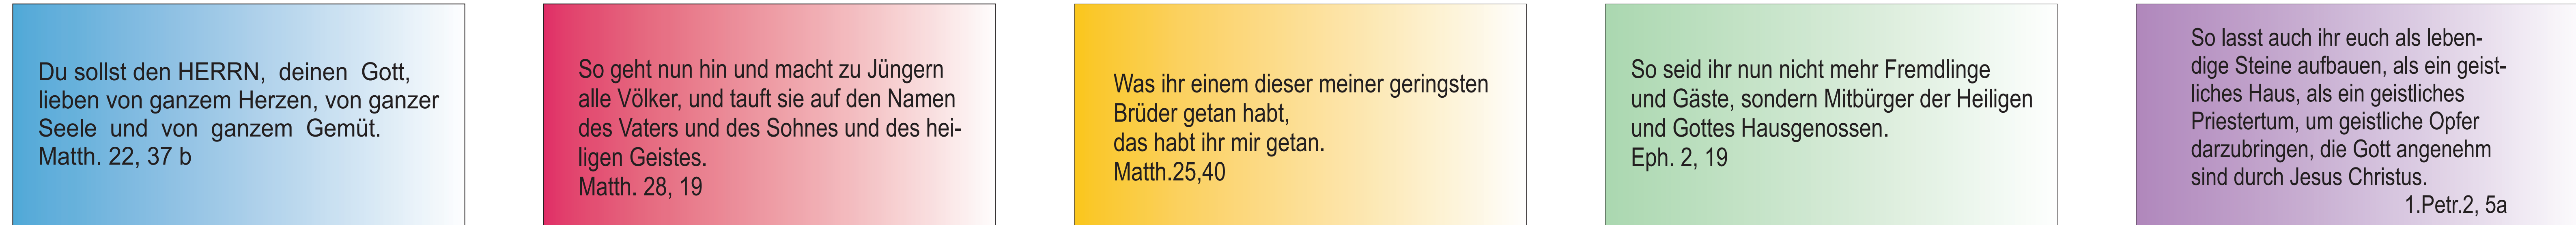 Du sollst den HERRN, deinen Gott,
lieben von ganzem Herzen, von ganzer
Seele und von ganzem Gemüt.
Matth. 22, 37 b
So geht nun hin und macht zu Jüngern
alle Völker, und tauft sie auf den Namen
des Vaters und des Sohnes und des hei-
ligen Geistes.
Matth. 28, 19
Was ihr einem dieser meiner geringsten
Brüder getan habt,
das habt ihr mir getan.
Matth.25,40
So seid ihr nun nicht mehr Fremdlinge
und Gäste, sondern Mitbürger der Heiligen
und Gottes Hausgenossen.
Eph. 2, 19
So lasst auch ihr euch als leben-
dige Steine aufbauen, als ein geist-
liches Haus, als ein geistliches
Priestertum, um geistliche Opfer
darzubringen, die Gott angenehm
sind durch Jesus Christus.
1.Petr.2, 5a